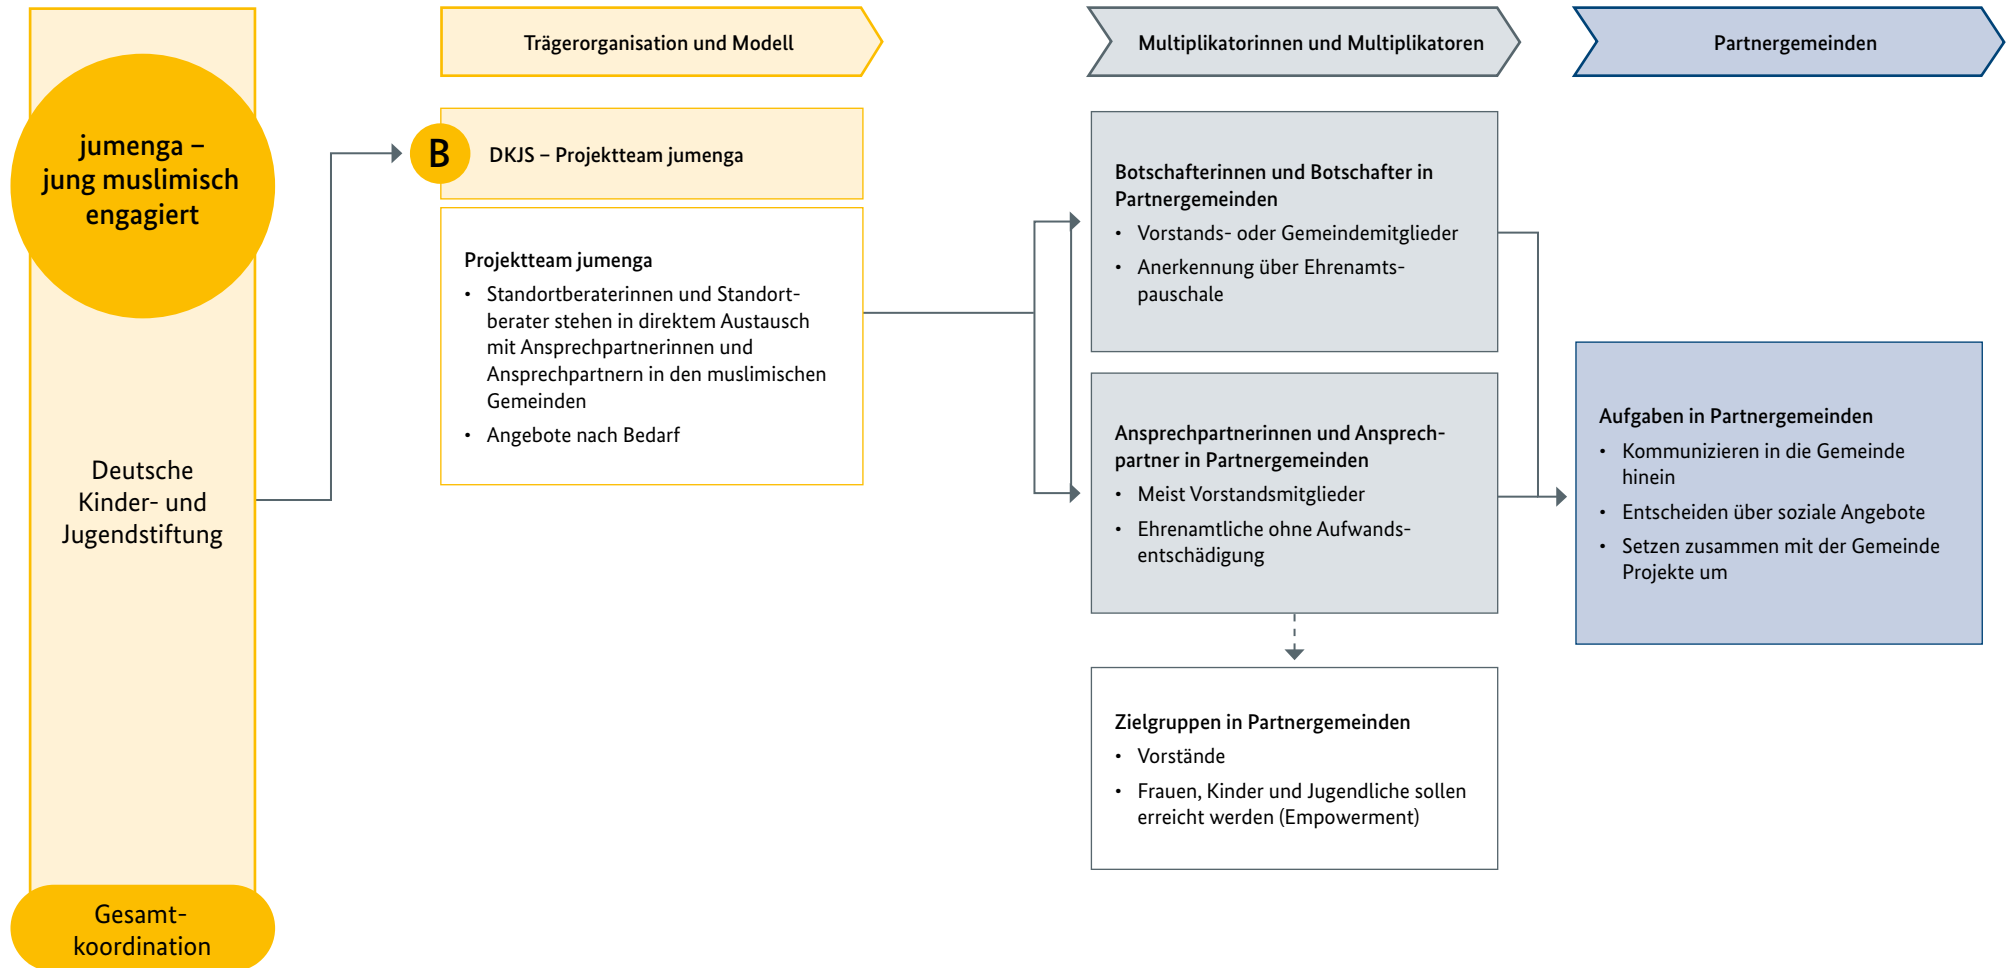 jumenga –
jung muslimisch
engagiert
Deutsche
Kinder- und
Jugendstiftung
Gesamt-
koordination
Trägerorganisation und Modell
B
DKJS – Projektteam jumenga
Projektteam jumenga
• Standortberaterinnen und Standort-
berater stehen in direktem Austausch
mit Ansprechpartnerinnen und
Ansprechpartnern in den muslimischen
Gemeinden
• Angebote nach Bedarf
Multiplikatorinnen und Multiplikatoren
Botschafterinnen und Botschafter in
Partnergemeinden
• Vorstands- oder Gemeindemitglieder
• Anerkennung über Ehrenamts-
pauschale
Ansprechpartnerinnen und Ansprech-
partner in Partnergemeinden
• Meist Vorstandsmitglieder
• Ehrenamtliche ohne Aufwands-
entschädigung
Zielgruppen in Partnergemeinden
• Vorstände
• Frauen, Kinder und Jugendliche sollen
erreicht werden (Empowerment)
Partnergemeinden
Aufgaben in Partnergemeinden
• Kommunizieren in die Gemeinde
hinein
• Entscheiden über soziale Angebote
• Setzen zusammen mit der Gemeinde
Projekte um